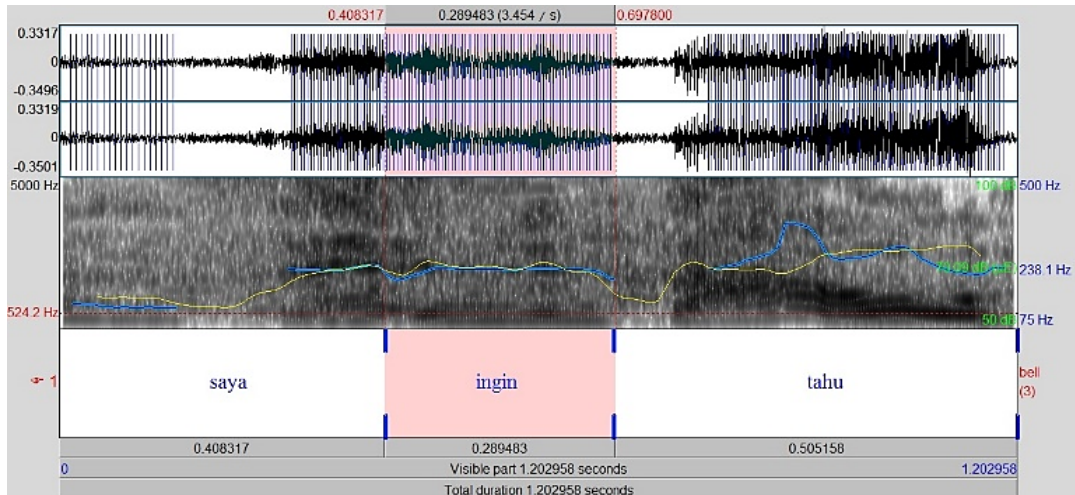 0.408317 0.289483 (3.454 / s) 0.697800
0.3317
0
-0.3496
0.3319
0
-0.3501
5000 Hz 100 dB 500 Hz
238.1 Hz
524.2 Hz 50 dB 75 Hz
1 saya ingin tahu bell
(3)
0.408317 0.289483 0.505158
0 Visible part 1.202958 seconds 1.202958
Total duration 1.202958 seconds